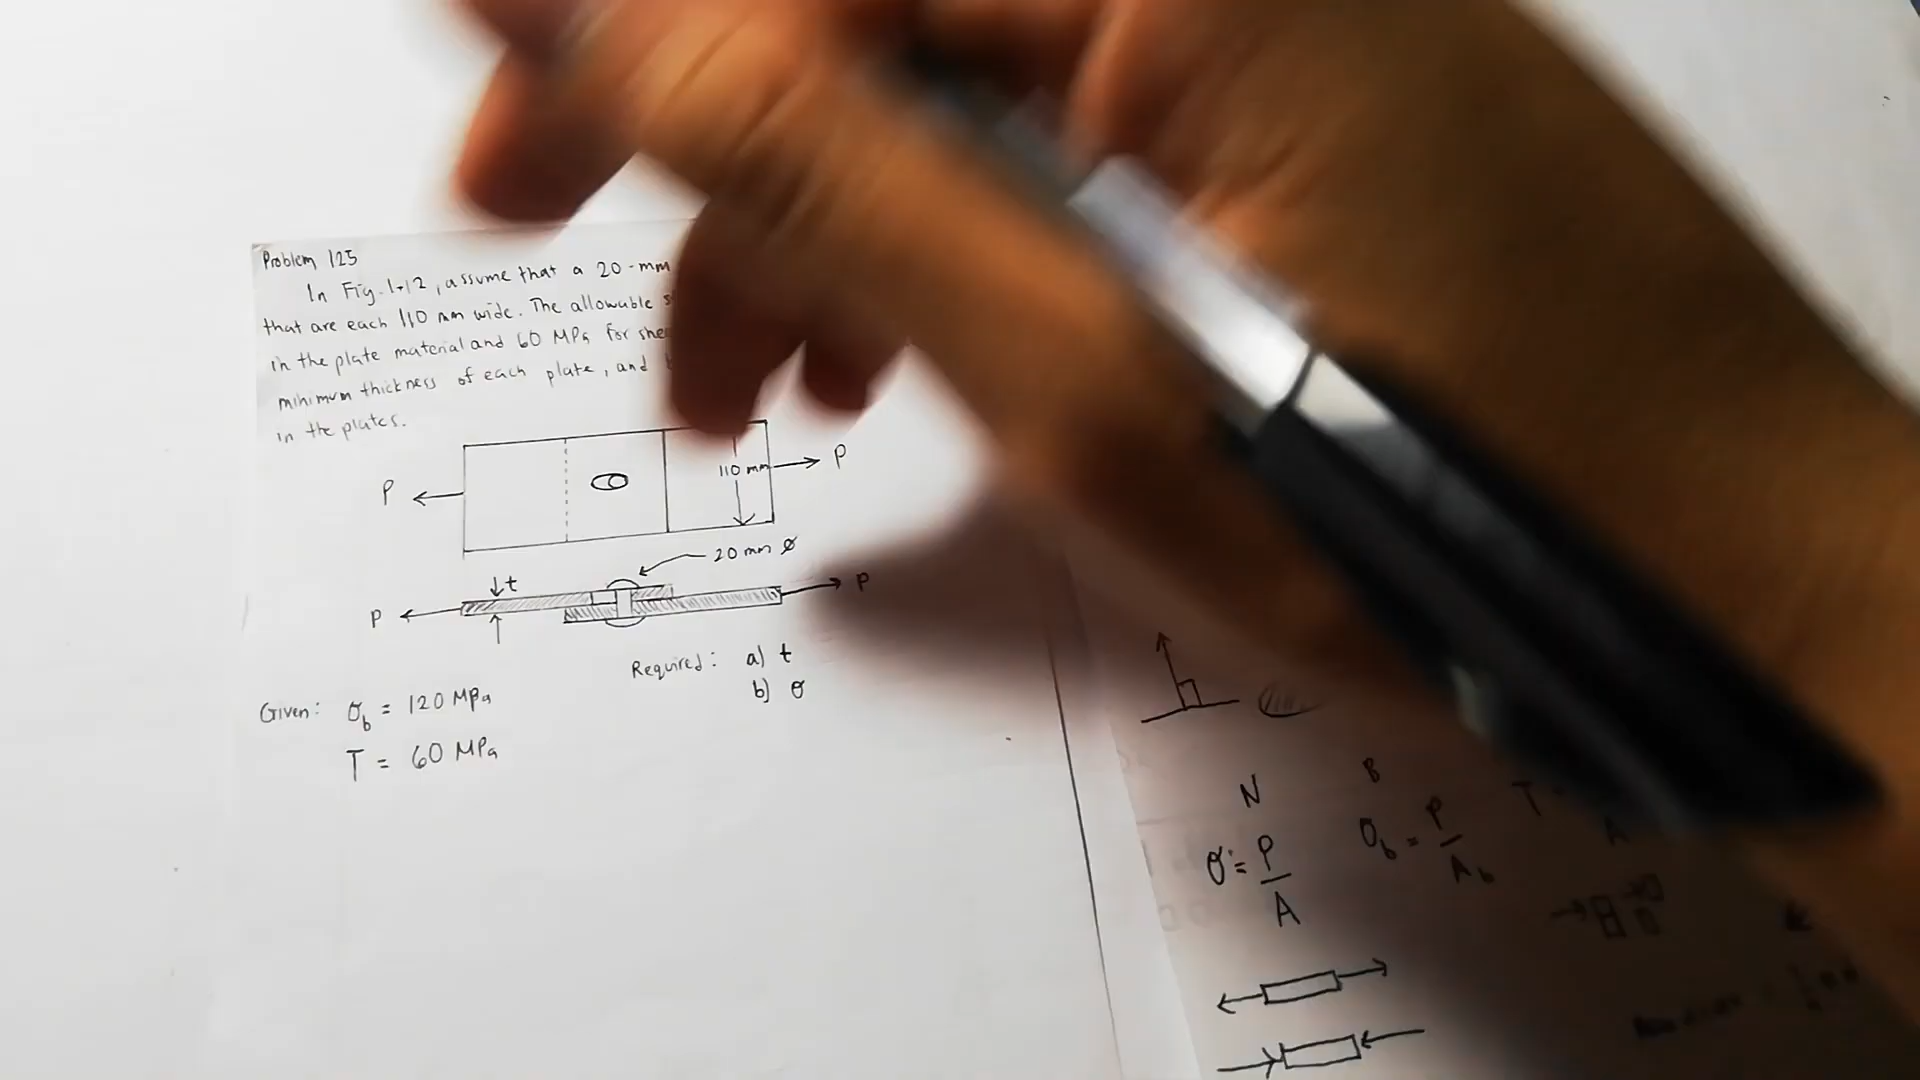 Problem 125
In Fig. 1-12, assume that a 20-mm
that are each 110 mm wide. The allowable s
in the plate material and 60 MPa for shea
minimum thickness of each plate, and
in the plates.
P
110 mm
P
20 mm ø
t
P
P
Required: a) t
b) σ
Given: σb = 120 MPa
T = 60 MPa
N
B
σ = P
A
σb = P
Ab
T
A